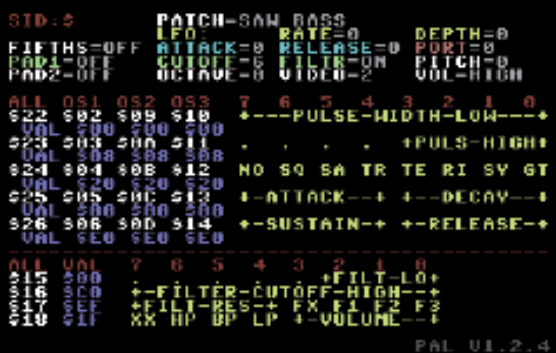 SID:$ PATCH-SAW BASS
LFO: RATE=0 DEPTH=0
FIFTHS=OFF ATTACK=0 RELEASE=0 PORT=0
PAD1=OFF CUTOFF=6 FILTR=ON PITCH=0
PAD2=OFF OCTAVE=0 VIDEO=2 VOL=HIGH
ALL OS1 OS2 OS3 7 6 5 4 3 2 1 0
$22 $02 $09 $10 +---PULSE-WIDTH-LOW---+
VAL $00 $00 $00
$23 $03 $0A $11 . . . . +PULS-HIGH+
VAL $08 $08 $08
$24 $04 $0B $12 NO SQ SA TR TE RI SY GT
VAL $20 $20 $20
$25 $05 $0C $13 +-ATTACK--+ +--DECAY--+
VAL $00 $00 $00
$26 $06 $0D $14 +-SUSTAIN-+ +-RELEASE-+
VAL $E0 $E0 $E0
ALL VAL 7 6 5 4 3 2 1 0
$15 $00 . . . . . +FILT-LO+
$16 $C0 +-FILTER-CUTOFF-HIGH--+
$17 $EF +FILT-RES-+ FX F1 F2 F3
$18 $1F XX HP BP LP +-VOLUME--+
PAL V1.2.4